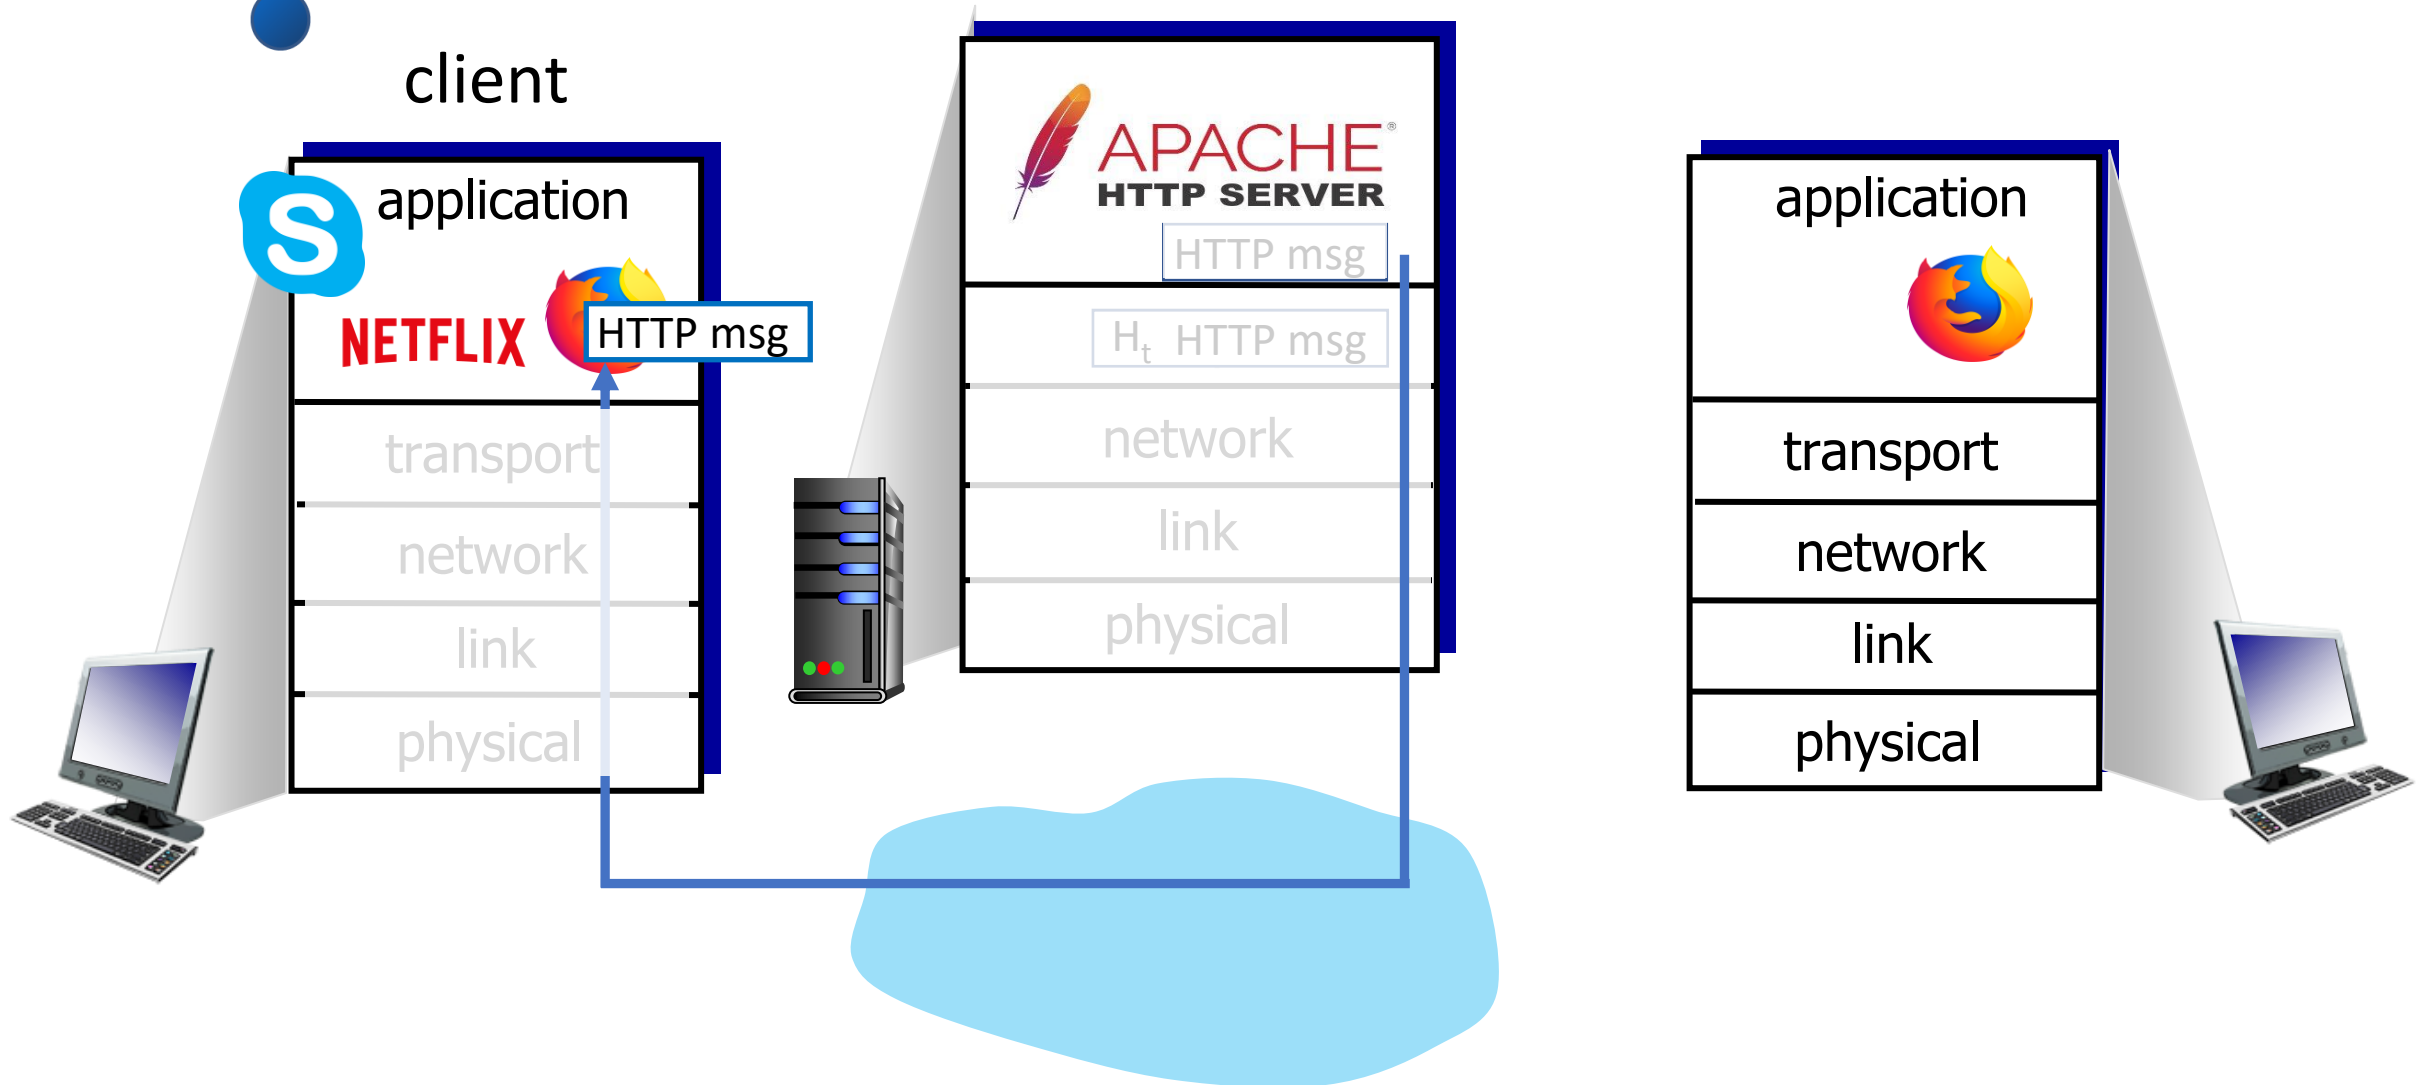 client
application
NETFLIX
HTTP msg
transport
network
link
physical
APACHE®
HTTP SERVER
HTTP msg
Ht HTTP msg
network
link
physical
application
transport
network
link
physical